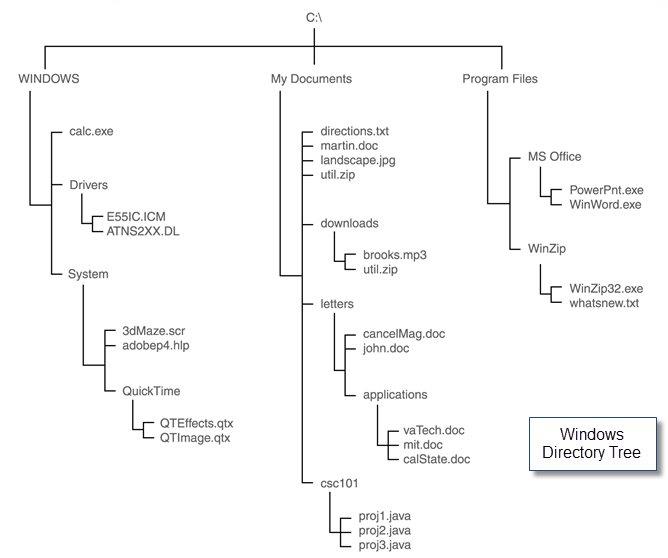 C:\
WINDOWS
My Documents
Program Files
calc.exe
Drivers
E55IC.ICM
ATNS2XX.DL
System
3dMaze.scr
adobep4.hlp
QuickTime
QTEffects.qtx
QTImage.qtx
directions.txt
martin.doc
landscape.jpg
util.zip
downloads
brooks.mp3
util.zip
letters
cancelMag.doc
john.doc
applications
vaTech.doc
mit.doc
calState.doc
csc101
proj1.java
proj2.java
proj3.java
MS Office
PowerPnt.exe
WinWord.exe
WinZip
WinZip32.exe
whatsnew.txt
Windows
Directory Tree